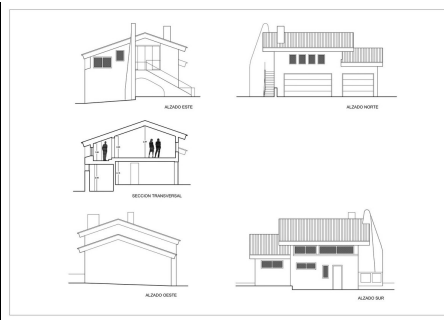 ALZADO ESTE
ALZADO NORTE
SECCION TRANSVERSAL
ALZADO OESTE
ALZADO SUR